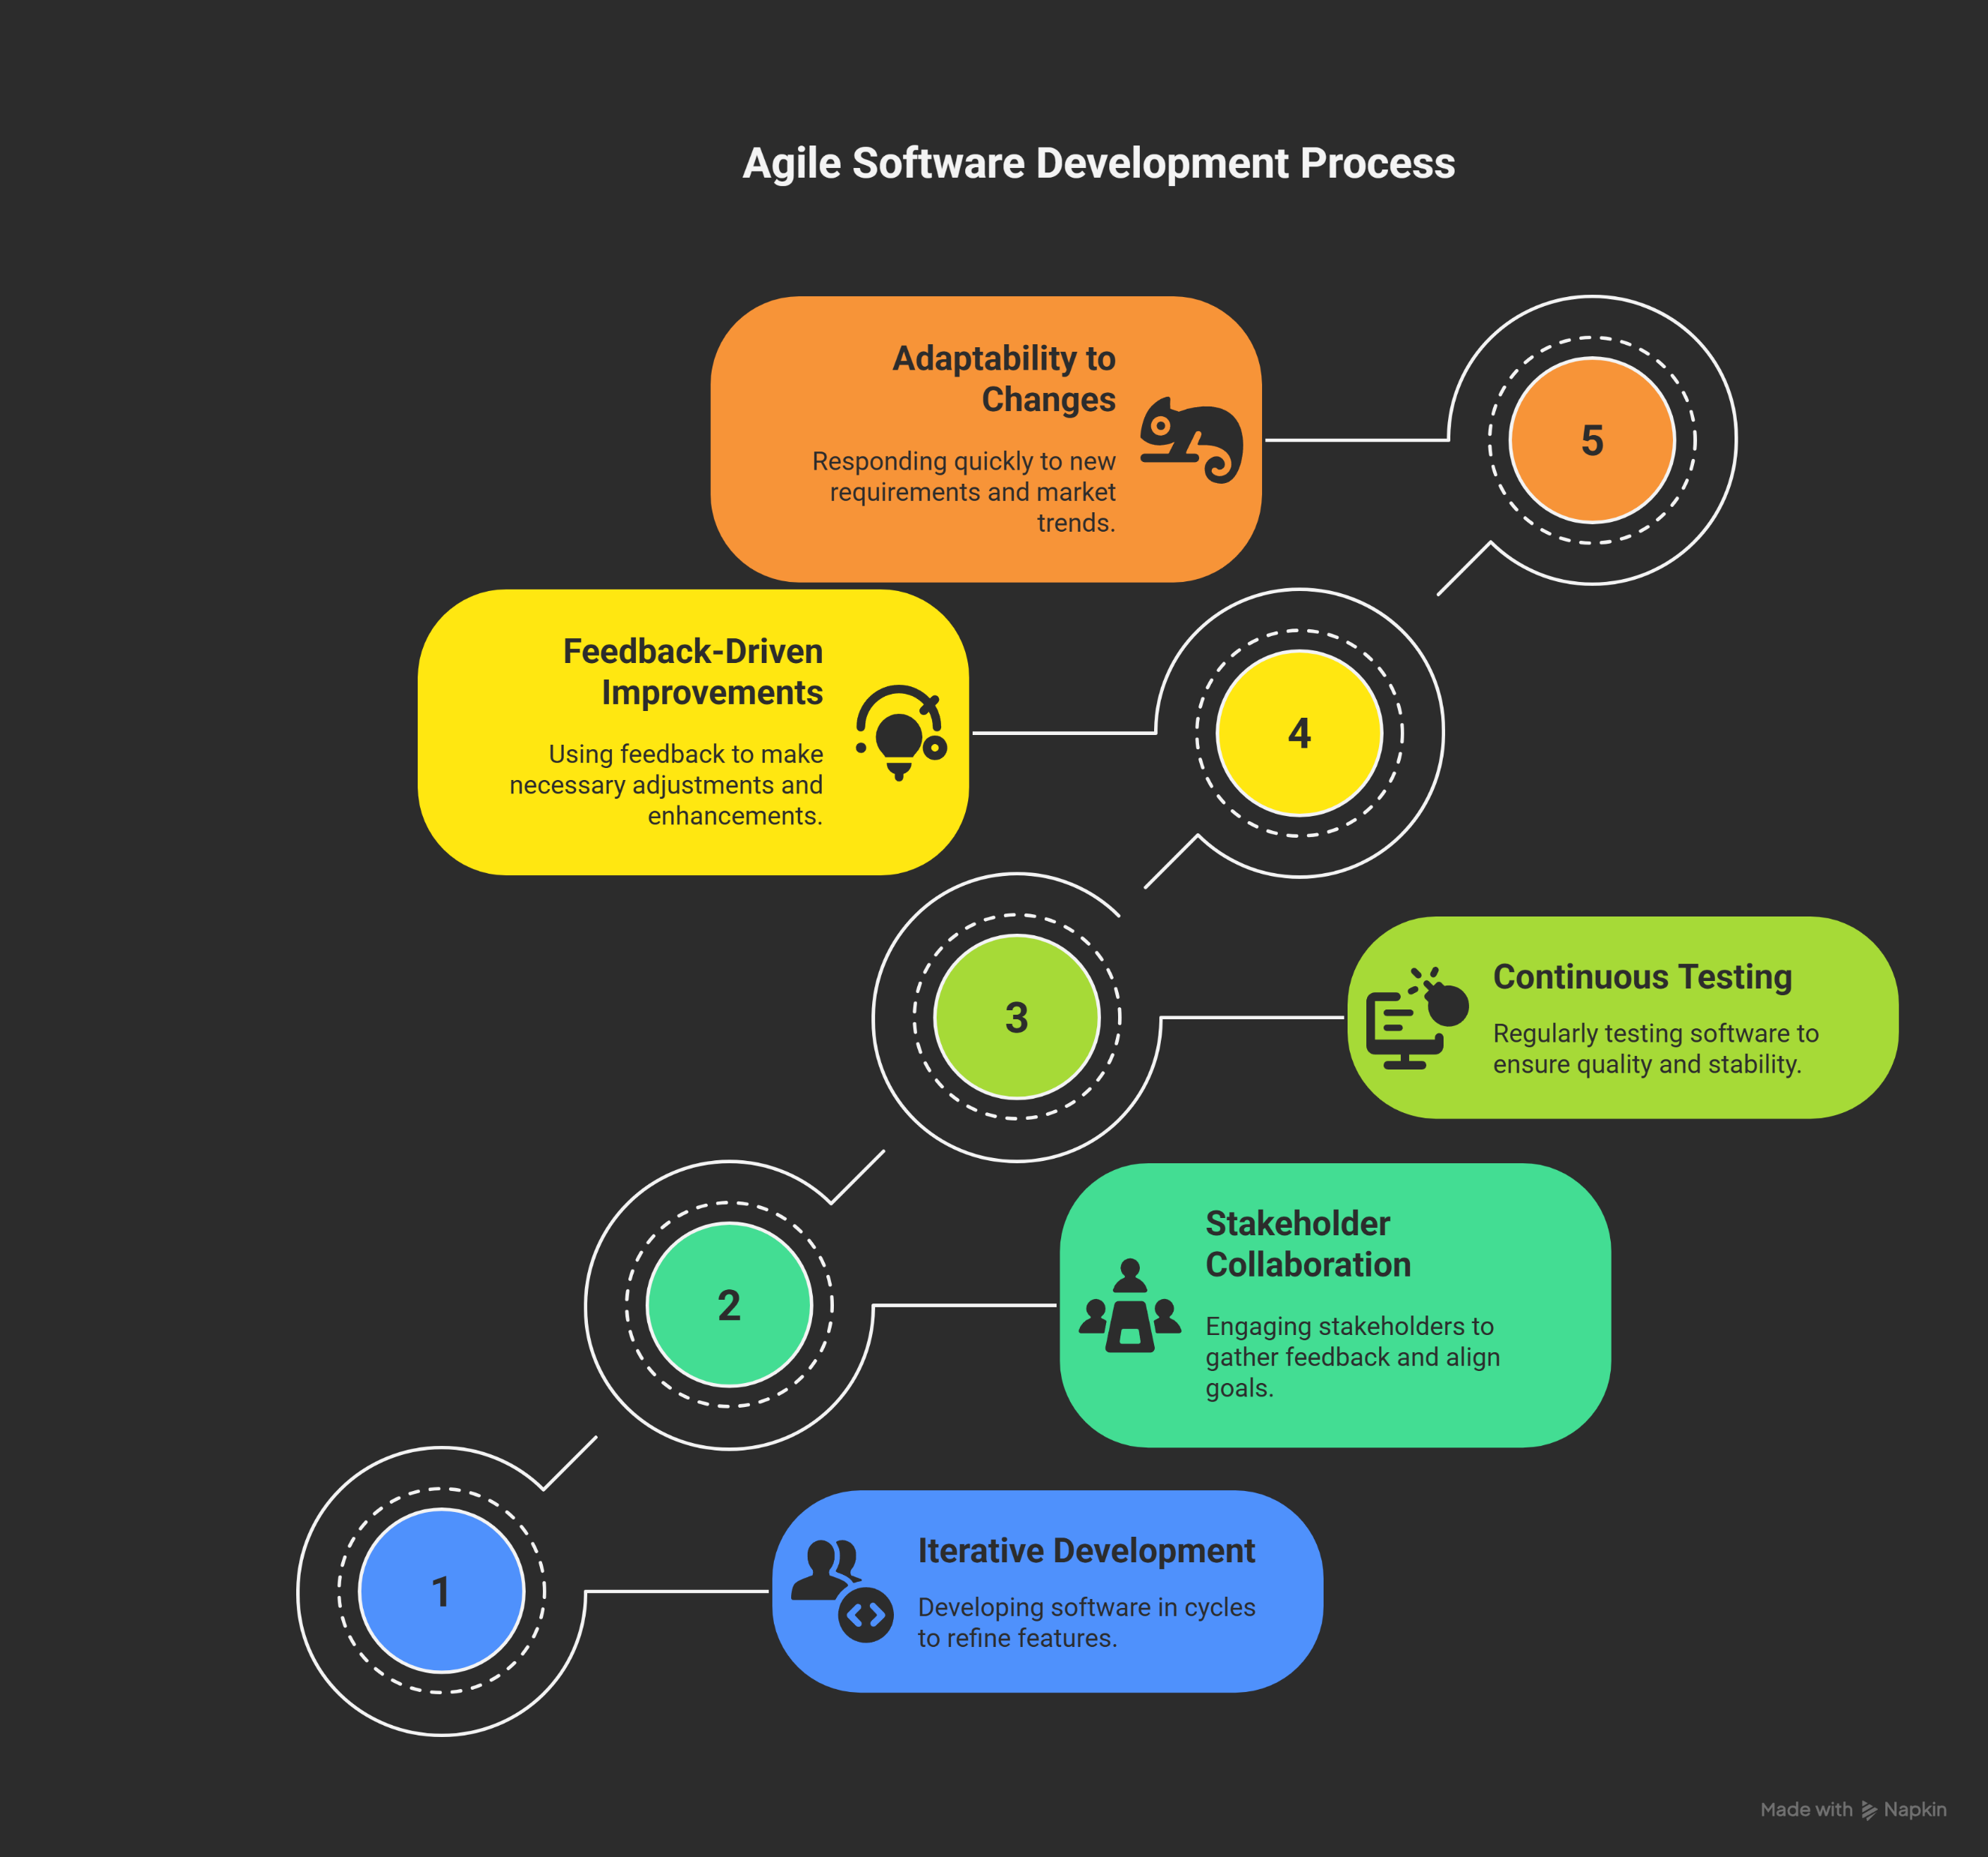 Agile Software Development Process
Adaptability to
Changes
Responding quickly to new
requirements and market
trends.
5
Feedback-Driven
Improvements
Using feedback to make
necessary adjustments and
enhancements.
4
3
Continuous Testing
Regularly testing software to
ensure quality and stability.
2
Stakeholder
Collaboration
Engaging stakeholders to
gather feedback and align
goals.
1
Iterative Development
Developing software in cycles
to refine features.
Made with Napkin